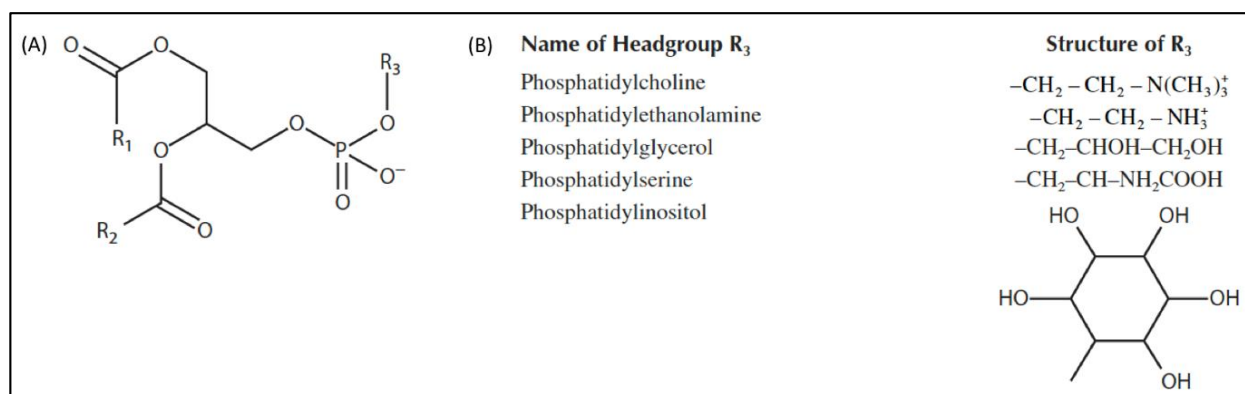 (A)
O
O
R₁
O
R₂
O
O
P
O
O⁻
O
R₃
(B) Name of Headgroup R₃ Structure of R₃
Phosphatidylcholine –CH₂ – CH₂ – N(CH₃)₃⁺
Phosphatidylethanolamine –CH₂ – CH₂ – NH₃⁺
Phosphatidylglycerol –CH₂–CHOH–CH₂OH
Phosphatidylserine –CH₂–CH–NH₂COOH
Phosphatidylinositol
HO OH
HO OH
OH